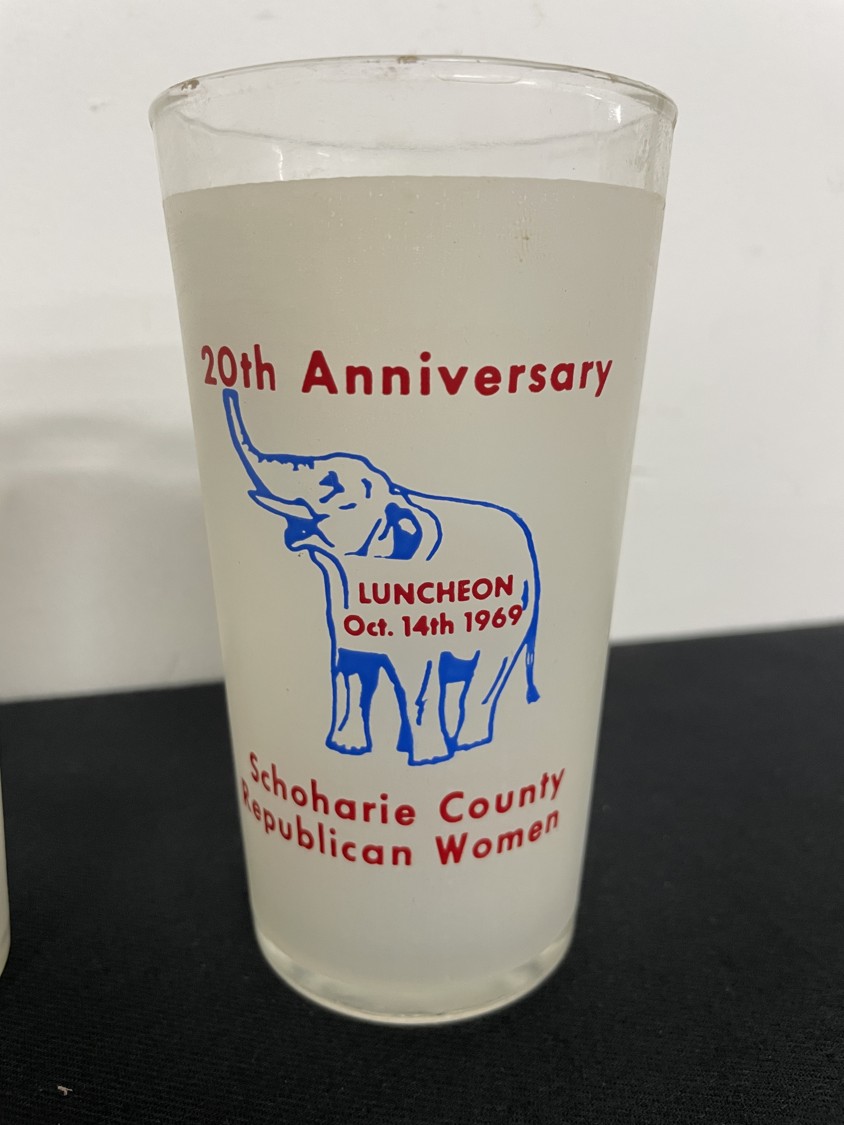 20th Anniversary
LUNCHEON
Oct. 14th 1969
Schoharie County
Republican Women